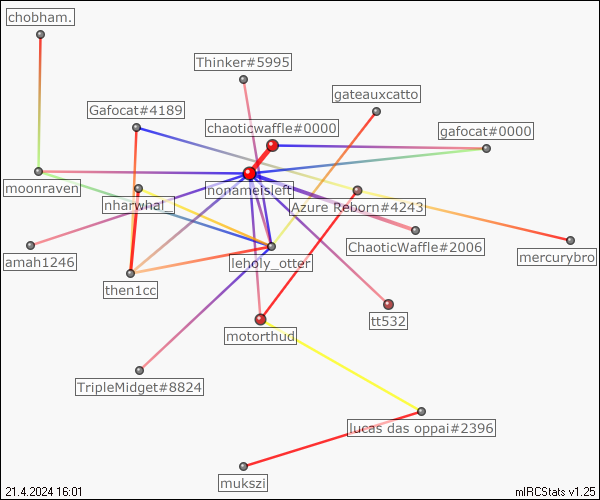 chobham.
Thinker#5995
gateauxcatto
Gafocat#4189
chaoticwaffle#0000
gafocat#0000
moonraven
nharwhal_
nonameisleft
Azure Reborn#4243
ChaoticWaffle#2006
amah1246
mercurybro
leholy_otter
then1cc
tt532
motorthud
TripleMidget#8824
lucas das oppai#2396
mukszi
21.4.2024 16:01
mIRCStats v1.25